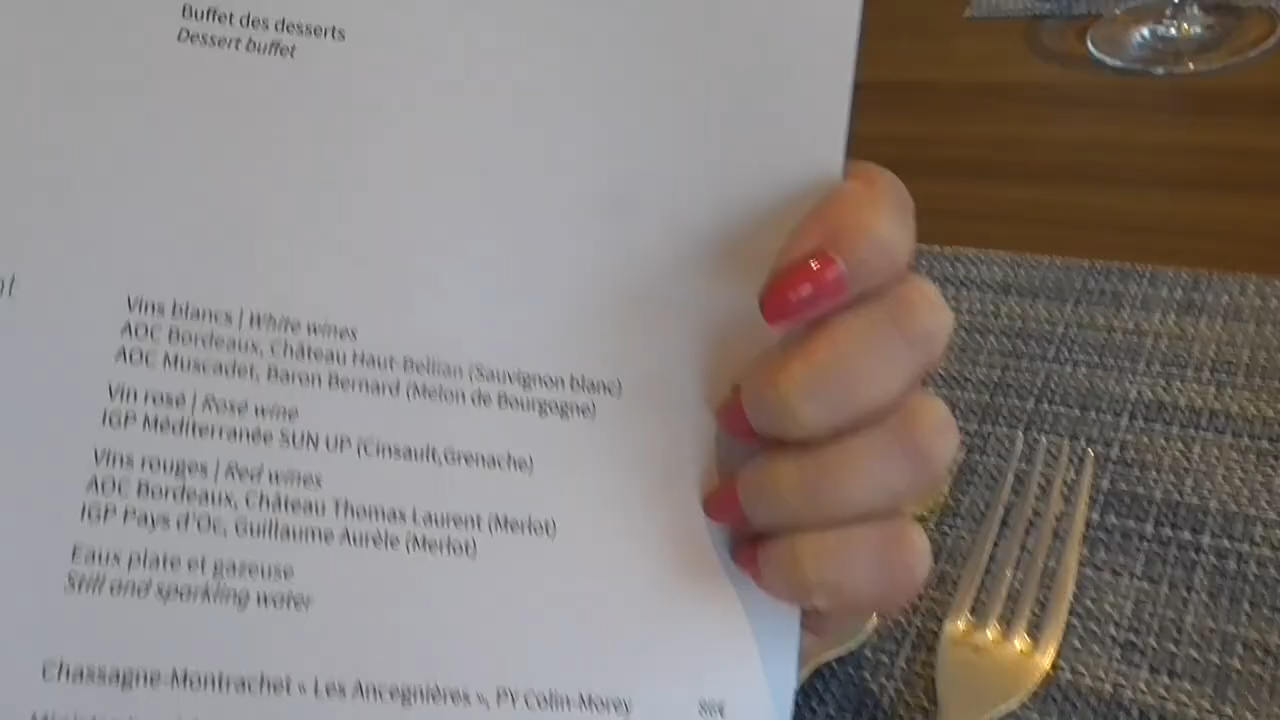 Buffet des desserts
Dessert buffet
Vins blancs | White wines
AOC Bordeaux, Château Haut-Bellian (Sauvignon blanc)
AOC Muscadet, Baron Bernard (Melon de Bourgogne)
Vin rosé | Rosé wine
IGP Méditerranée SUN UP (Cinsault,Grenache)
Vins rouges | Red wines
AOC Bordeaux, Château Thomas Laurent (Merlot)
IGP Pays d'Oc, Guillaume Aurèle (Merlot)
Eaux plate et gazeuse
Still and sparkling water
Chassagne-Montrachet « Les Ancegnières », PY Colin-Morey 86€